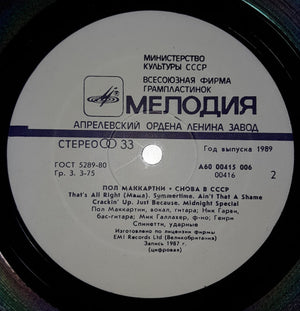 МИНИСТЕРСТВО
КУЛЬТУРЫ СССР
ВСЕСОЮЗНАЯ ФИРМА
ГРАМПЛАСТИНОК
МЕЛОДИЯ
АПРЕЛЕВСКИЙ ОРДЕНА ЛЕНИНА ЗАВОД
СТЕРЕО 33
Год выпуска 1989
ГОСТ 5289-80
А60 00415 006
Гр. 3. 3-75
00416
2
ПОЛ МАККАРТНИ • СНОВА В СССР
That's All Right (Мама). Summertime. Ain't That A Shame
Crackin' Up. Just Because. Midnight Special
Пол Маккартни, вокал, гитара; Ник Гарви,
бас-гитара; Мик Галлахер, ф-но; Генри
Спинетти, ударные
Изготовлено по лицензии фирмы
EMI Records Ltd (Великобритания)
Запись 1987 г.
(цифровая)